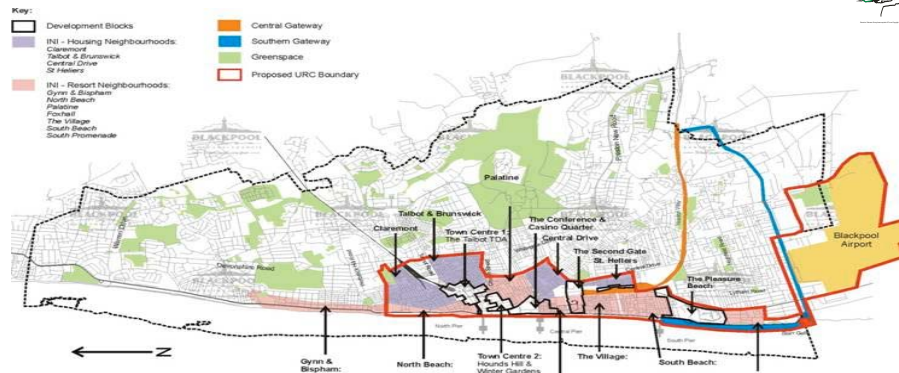 Key:
Development Blocks
INI - Housing Neighbourhoods:
Claremont
Talbot & Brunswick
Central Drive
St Heliers
INI - Resort Neighbourhoods:
Gynn & Bispham
North Beach
Palatine
Foxhall
The Village
South Beach
South Promenade
Central Gateway
Southern Gateway
Greenspace
Proposed URC Boundary
BLACKPOOL
BLACKPOOL
Palatine
Talbot & Brunswick
Claremont
Town Centre 1:
The Talbot TDA
The Conference &
Casino Quarter
Central Drive
The Second Gate
St. Heliers
The Pleasure
Beach
Blackpool
Airport
Devonshire Road
Lytham Road
North Pier
Central Pier
South Pier
N
Gynn &
Bispham:
North Beach:
Town Centre 2:
Hounds Hill &
Winter Gardens
The Village:
South Beach: